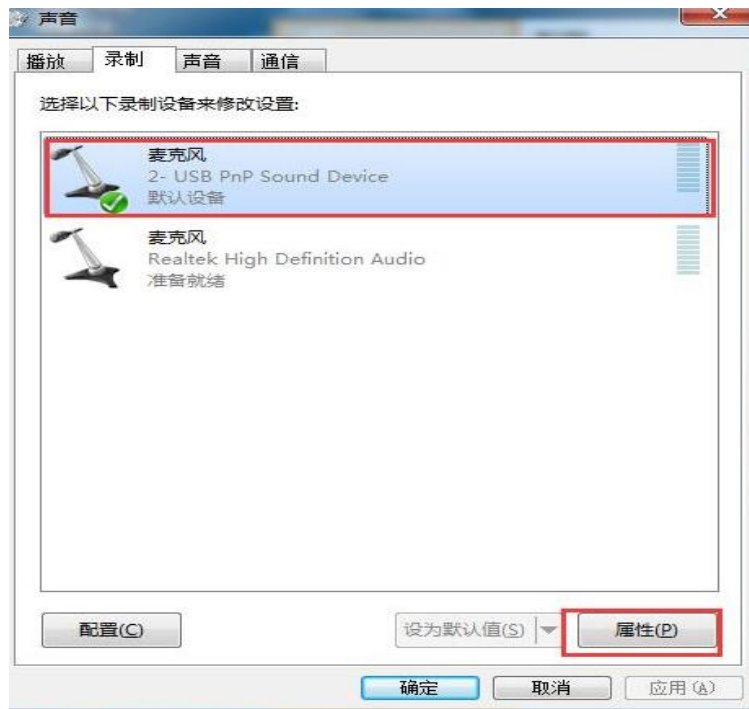 声音
播放 录制 声音 通信
选择以下录制设备来修改设置:
麦克风
2- USB PnP Sound Device
默认设备
麦克风
Realtek High Definition Audio
准备就绪
配置(C) 设为默认值(S) 属性(P)
确定 取消 应用(A)